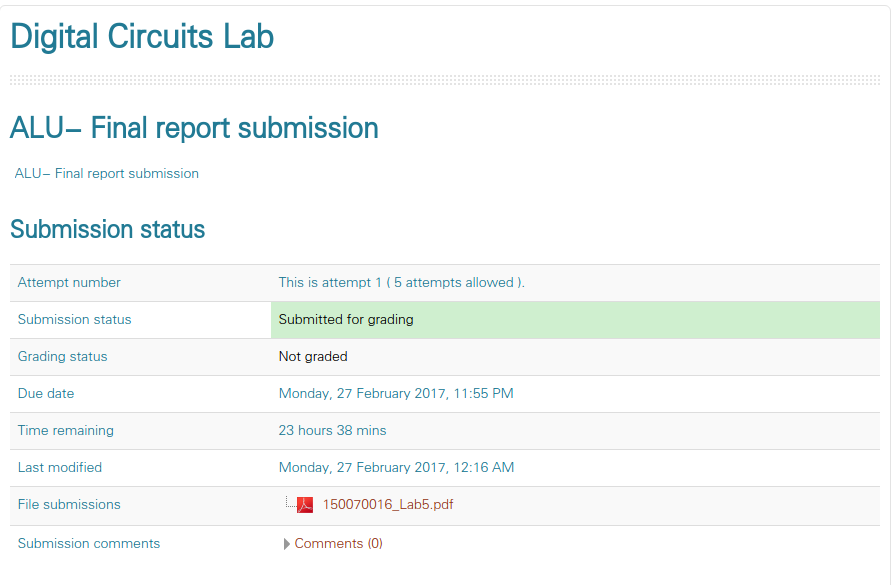 Digital Circuits Lab
ALU– Final report submission
ALU– Final report submission
Submission status
Attempt number This is attempt 1 ( 5 attempts allowed ).
Submission status Submitted for grading
Grading status Not graded
Due date Monday, 27 February 2017, 11:55 PM
Time remaining 23 hours 38 mins
Last modified Monday, 27 February 2017, 12:16 AM
File submissions 150070016_Lab5.pdf
Submission comments Comments (0)